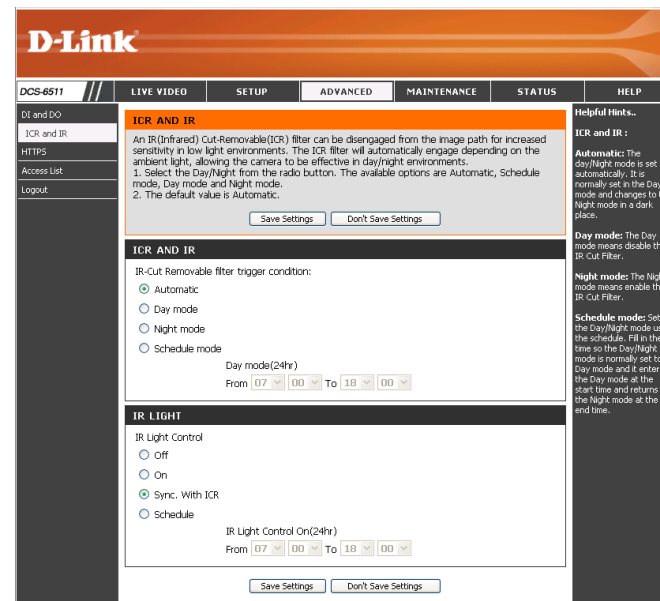 D-Link
DCS-6511
LIVE VIDEO
SETUP
ADVANCED
MAINTENANCE
STATUS
HELP
DI and DO
ICR and IR
HTTPS
Access List
Logout
ICR AND IR
An IR(Infrared) Cut-Removable(ICR) filter can be disengaged from the image path for increased
sensitivity in low light environments. The ICR filter will automatically engage depending on the
ambient light, allowing the camera to be effective in day/night environments.
1. Select the Day/Night from the radio button. The available options are Automatic, Schedule
mode, Day mode and Night mode.
2. The default value is Automatic.
Save Settings
Don't Save Settings
ICR AND IR
IR-Cut Removable filter trigger condition:
Automatic
Day mode
Night mode
Schedule mode
Day mode(24hr)
From 07 00 To 18 00
IR LIGHT
IR Light Control
Off
On
Sync. With ICR
Schedule
IR Light Control On(24hr)
From 07 00 To 18 00
Save Settings
Don't Save Settings
Helpful Hints..
ICR and IR :
Automatic: The
day/Night mode is set
automatically. It is
normally set in the Day
mode and changes to
Night mode in a dark
place.
Day mode: The Day
mode means disable
IR Cut Filter.
Night mode: The
mode means enable
IR Cut Filter.
Schedule mode: Set
the Day/Night mode
the schedule. Fill in the
time so the Day/Night
mode is normally set to
Day mode and it enter
the Day mode at the
start time and returns
the Night mode at the
end time.